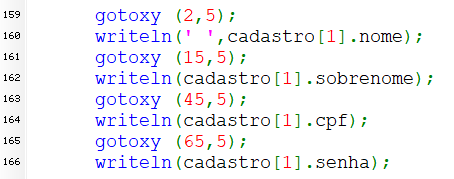 159 gotoxy (2,5);
160 writeln(' ',cadastro[1].nome);
161 gotoxy (15,5);
162 writeln(cadastro[1].sobrenome);
163 gotoxy (45,5);
164 writeln(cadastro[1].cpf);
165 gotoxy (65,5);
166 writeln(cadastro[1].senha);